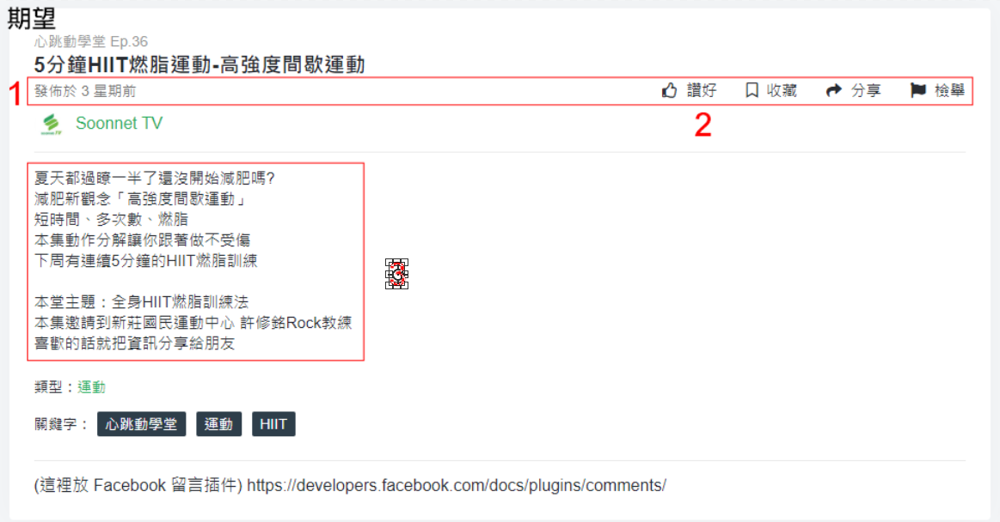 期望
心跳動學堂 Ep.36
5分鐘HIIT燃脂運動-高強度間歇運動
1
發佈於 3 星期前 讚好 收藏 分享 檢舉
2
Soonnet TV
夏天都過瞭一半了還沒開始減肥嗎?
減肥新觀念「高強度間歇運動」
短時間、多次數、燃脂
本集動作分解讓你跟著做不受傷
下周有連續5分鐘的HIIT燃脂訓練
3
本堂主題：全身HIIT燃脂訓練法
本集邀請到新莊國民運動中心 許修銘Rock教練
喜歡的話就把資訊分享給朋友
類型：運動
關鍵字： 心跳動學堂 運動 HIIT
(這裡放 Facebook 留言插件) https://developers.facebook.com/docs/plugins/comments/